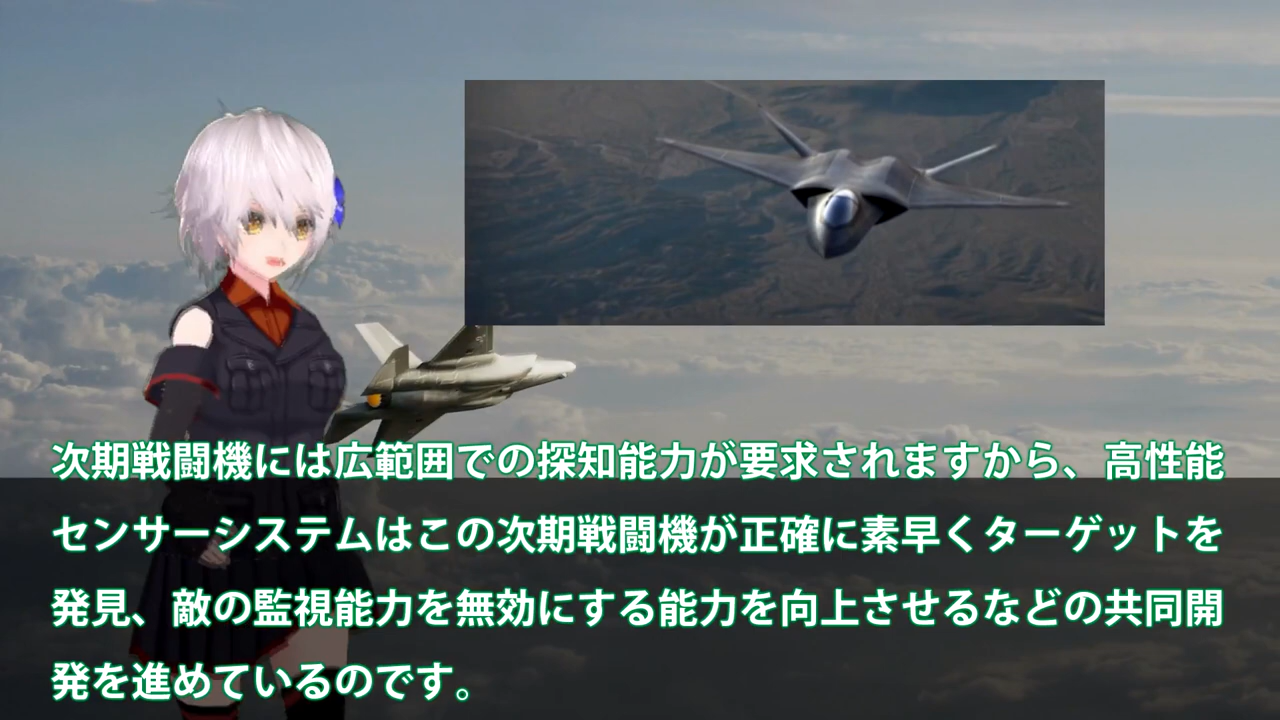 次期戦闘機には広範囲での探知能力が要求されますから、高性能
センサーシステムはこの次期戦闘機が正確に素早くターゲットを
発見、敵の監視能力を無効にする能力を向上させるなどの共同開
発を進めているのです。